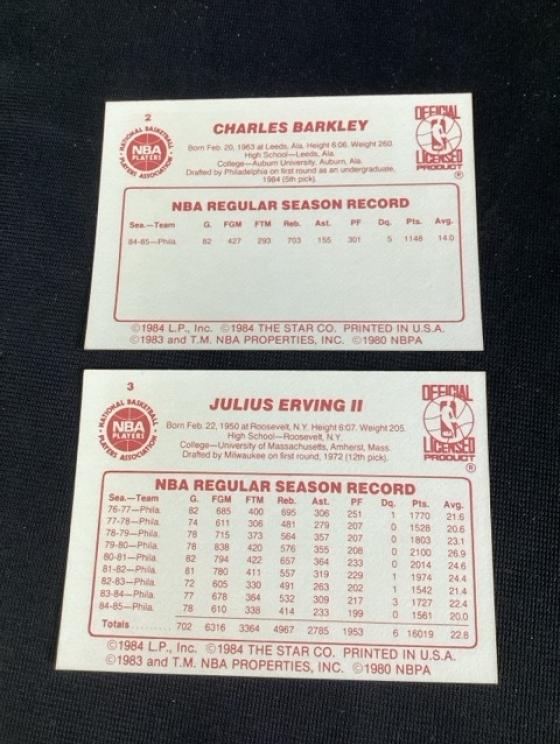 2
CHARLES BARKLEY
NATIONAL BASKETBALL
NBA
PLAYERS
PLAYERS ASSOCIATION
OFFICIAL
LICENSED
PRODUCT
®
Born Feb. 20, 1963 at Leeds, Ala. Height 6:06. Weight 260.
High School—Leeds, Ala.
College—Auburn University, Auburn, Ala.
Drafted by Philadelphia on first round as an undergraduate,
1984 (5th pick).
NBA REGULAR SEASON RECORD
Sea.—Team G. FGM FTM Reb. Ast. PF Dq. Pts. Avg.
84-85—Phila. 82 427 293 703 155 301 5 1148 14.0
©1984 L.P., Inc. ©1984 THE STAR CO. PRINTED IN U.S.A.
©1983 and T.M. NBA PROPERTIES, INC. ©1980 NBPA
3
JULIUS ERVING II
NATIONAL BASKETBALL
NBA
PLAYERS
PLAYERS ASSOCIATION
OFFICIAL
LICENSED
PRODUCT
®
Born Feb. 22, 1950 at Roosevelt, N.Y. Height 6:07. Weight 205.
High School—Roosevelt, N.Y.
College—University of Massachusetts, Amherst, Mass.
Drafted by Milwaukee on first round, 1972 (12th pick).
NBA REGULAR SEASON RECORD
Sea.—Team G. FGM FTM Reb. Ast. PF Dq. Pts. Avg.
76-77—Phila. 82 685 400 695 306 251 1 1770 21.6
77-78—Phila. 74 611 306 481 279 207 0 1528 20.6
78-79—Phila. 78 715 373 564 357 207 0 1803 23.1
79-80—Phila. 78 838 420 576 355 208 0 2100 26.9
80-81—Phila. 82 794 422 657 364 233 0 2014 24.6
81-82—Phila. 81 780 411 557 319 229 1 1974 24.4
82-83—Phila. 72 605 330 491 263 202 1 1542 21.4
83-84—Phila. 77 678 364 532 309 217 3 1727 22.4
84-85—Phila. 78 610 338 414 233 199 0 1561 20.0
Totals .......... 702 6316 3364 4967 2785 1953 6 16019 22.8
©1984 L.P., Inc. ©1984 THE STAR CO. PRINTED IN U.S.A.
©1983 and T.M. NBA PROPERTIES, INC. ©1980 NBPA